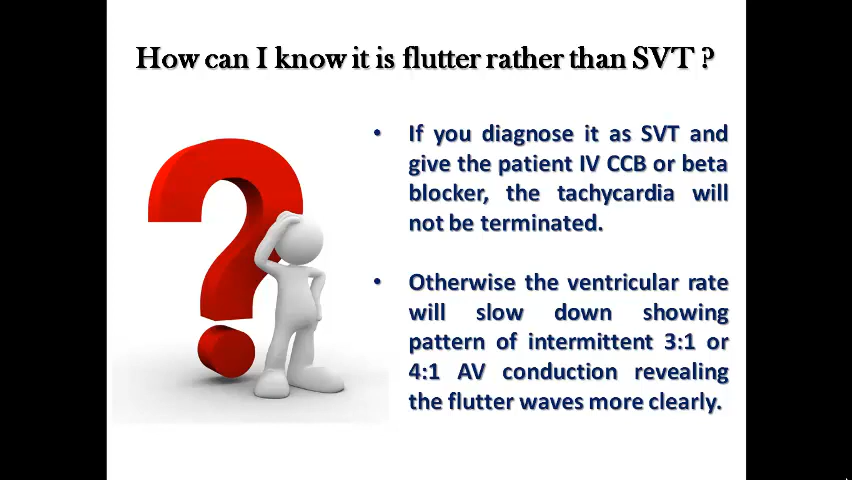 How can I know it is flutter rather than SVT ?
• If you diagnose it as SVT and
give the patient IV CCB or beta
blocker, the tachycardia will
not be terminated.
• Otherwise the ventricular rate
will slow down showing
pattern of intermittent 3:1 or
4:1 AV conduction revealing
the flutter waves more clearly.